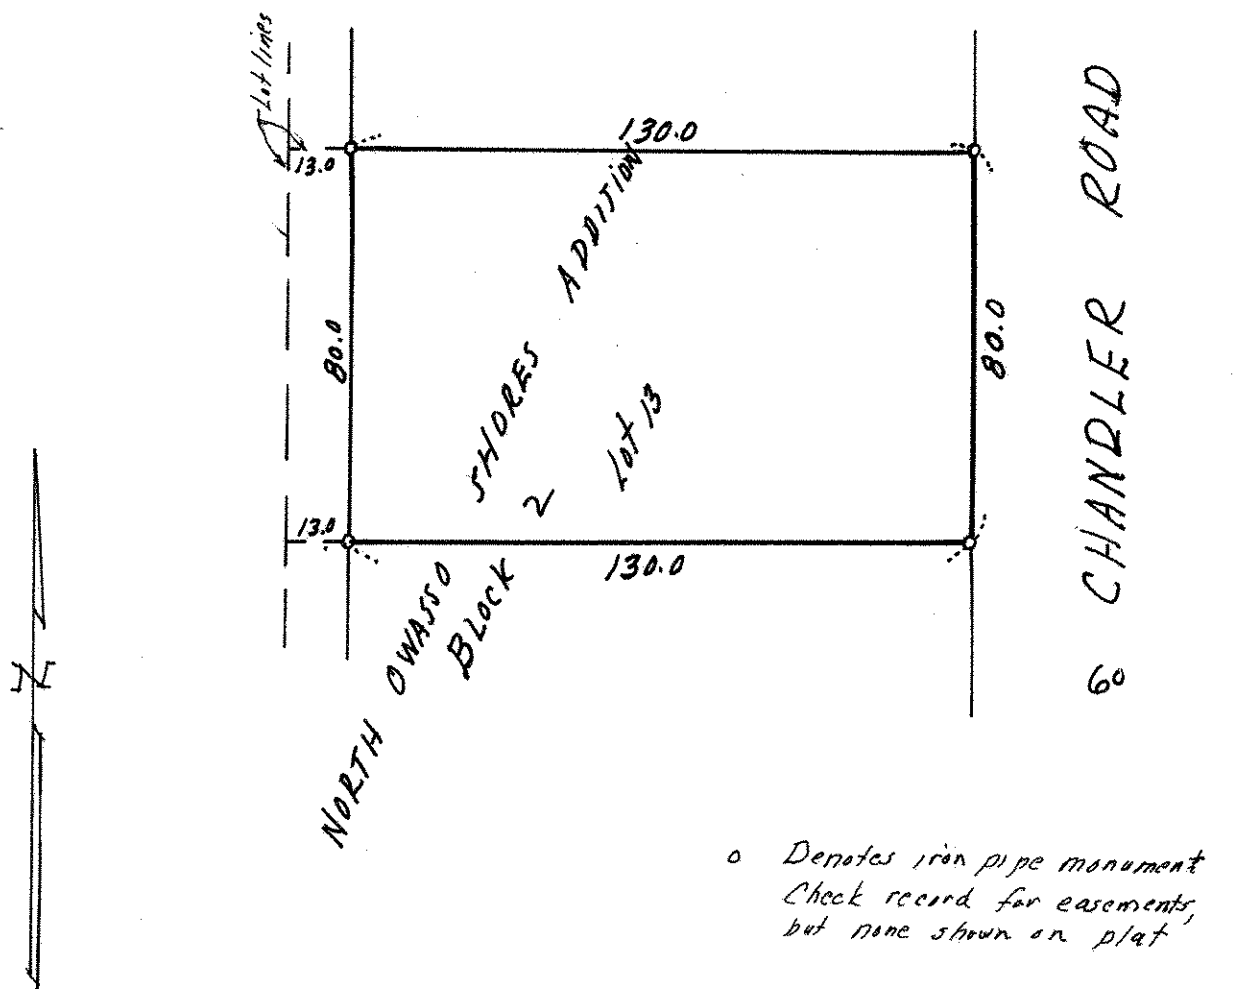 Lot lines
130.0
13.0
80.0
80.0
13.0
130.0
NORTH OWASSO SHORES ADDITION
BLOCK 2 Lot 13
60 CHANDLER ROAD
N
o Denotes iron pipe monument
Check record for easements,
but none shown on plat